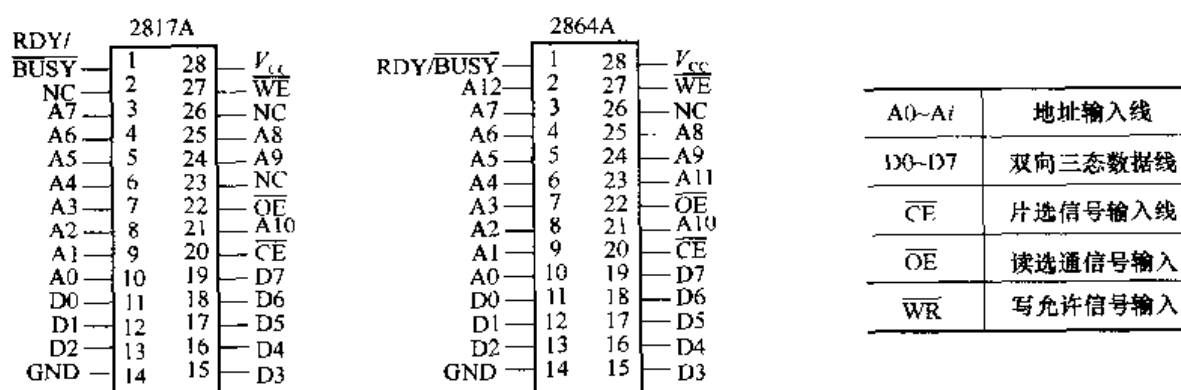 2817A
RDY/
BUSY 1 28 Vcc
NC 2 27 WE
A7 3 26 NC
A6 4 25 A8
A5 5 24 A9
A4 6 23 NC
A3 7 22 OE
A2 8 21 A10
A1 9 20 CE
A0 10 19 D7
D0 11 18 D6
D1 12 17 D5
D2 13 16 D4
GND 14 15 D3
2864A
RDY/BUSY 1 28 Vcc
A12 2 27 WE
A7 3 26 NC
A6 4 25 A8
A5 5 24 A9
A4 6 23 A11
A3 7 22 OE
A2 8 21 A10
A1 9 20 CE
A0 10 19 D7
D0 11 18 D6
D1 12 17 D5
D2 13 16 D4
GND 14 15 D3
A0~Ai 地址输入线
D0~D7 双向三态数据线
CE 片选信号输入线
OE 读选通信号输入
WR 写允许信号输入